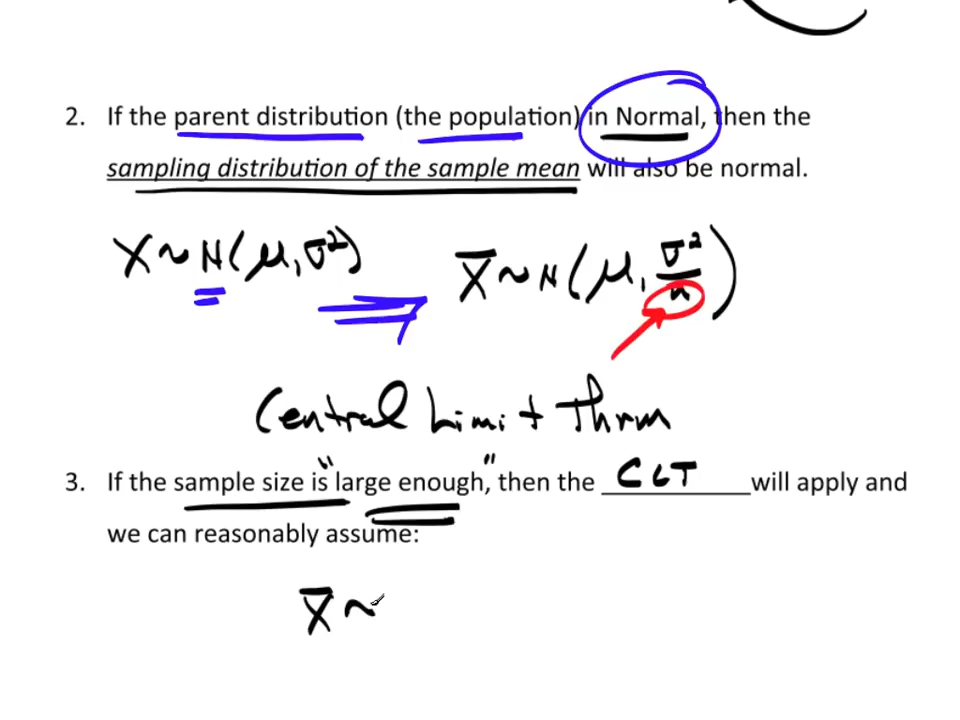 2. If the parent distribution (the population) in Normal, then the
sampling distribution of the sample mean will also be normal.
X ~ N(μ, σ²) ⟹ X̄ ~ N(μ, σ²/n)
Central Limit Thrm
3. If the sample size is "large enough", then the CLT will apply and
we can reasonably assume:
X̄ ~